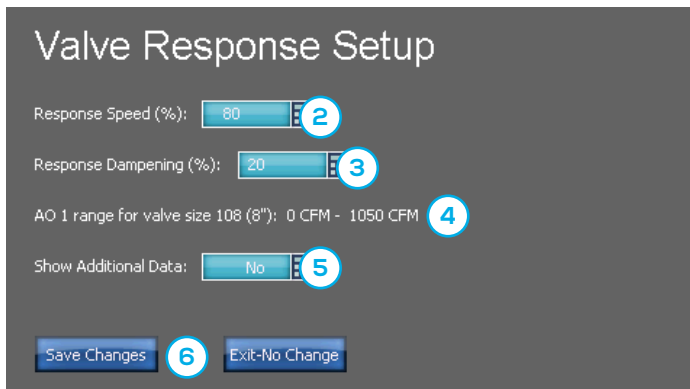 Valve Response Setup
Response Speed (%): 80 2
Response Dampening (%): 20 3
AO 1 range for valve size 108 (8"): 0 CFM - 1050 CFM 4
Show Additional Data: No 5
Save Changes 6 Exit-No Change